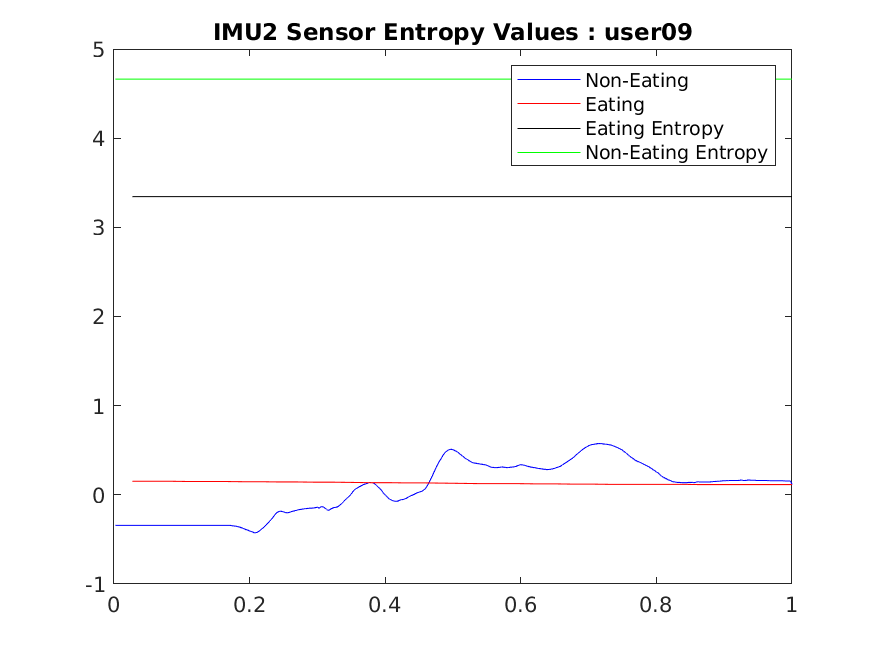 IMU2 Sensor Entropy Values : user09
5
4
3
2
1
0
-1
Non-Eating
Eating
Eating Entropy
Non-Eating Entropy
0 0.2 0.4 0.6 0.8 1